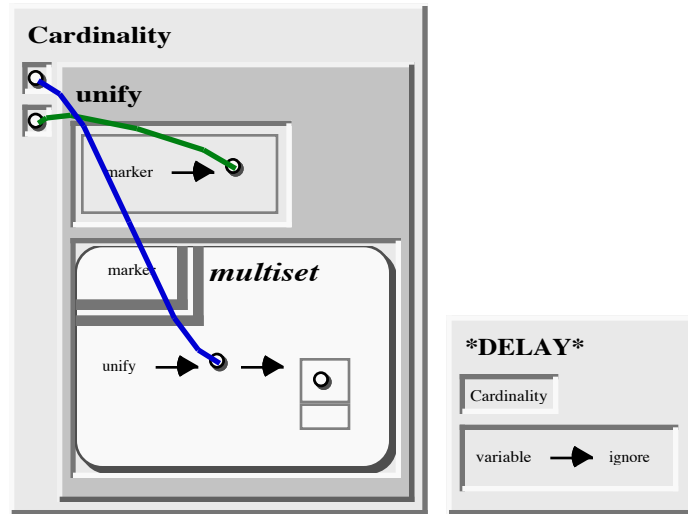 Cardinality
unify
marker
marker
multiset
unify
*DELAY*
Cardinality
variable ignore